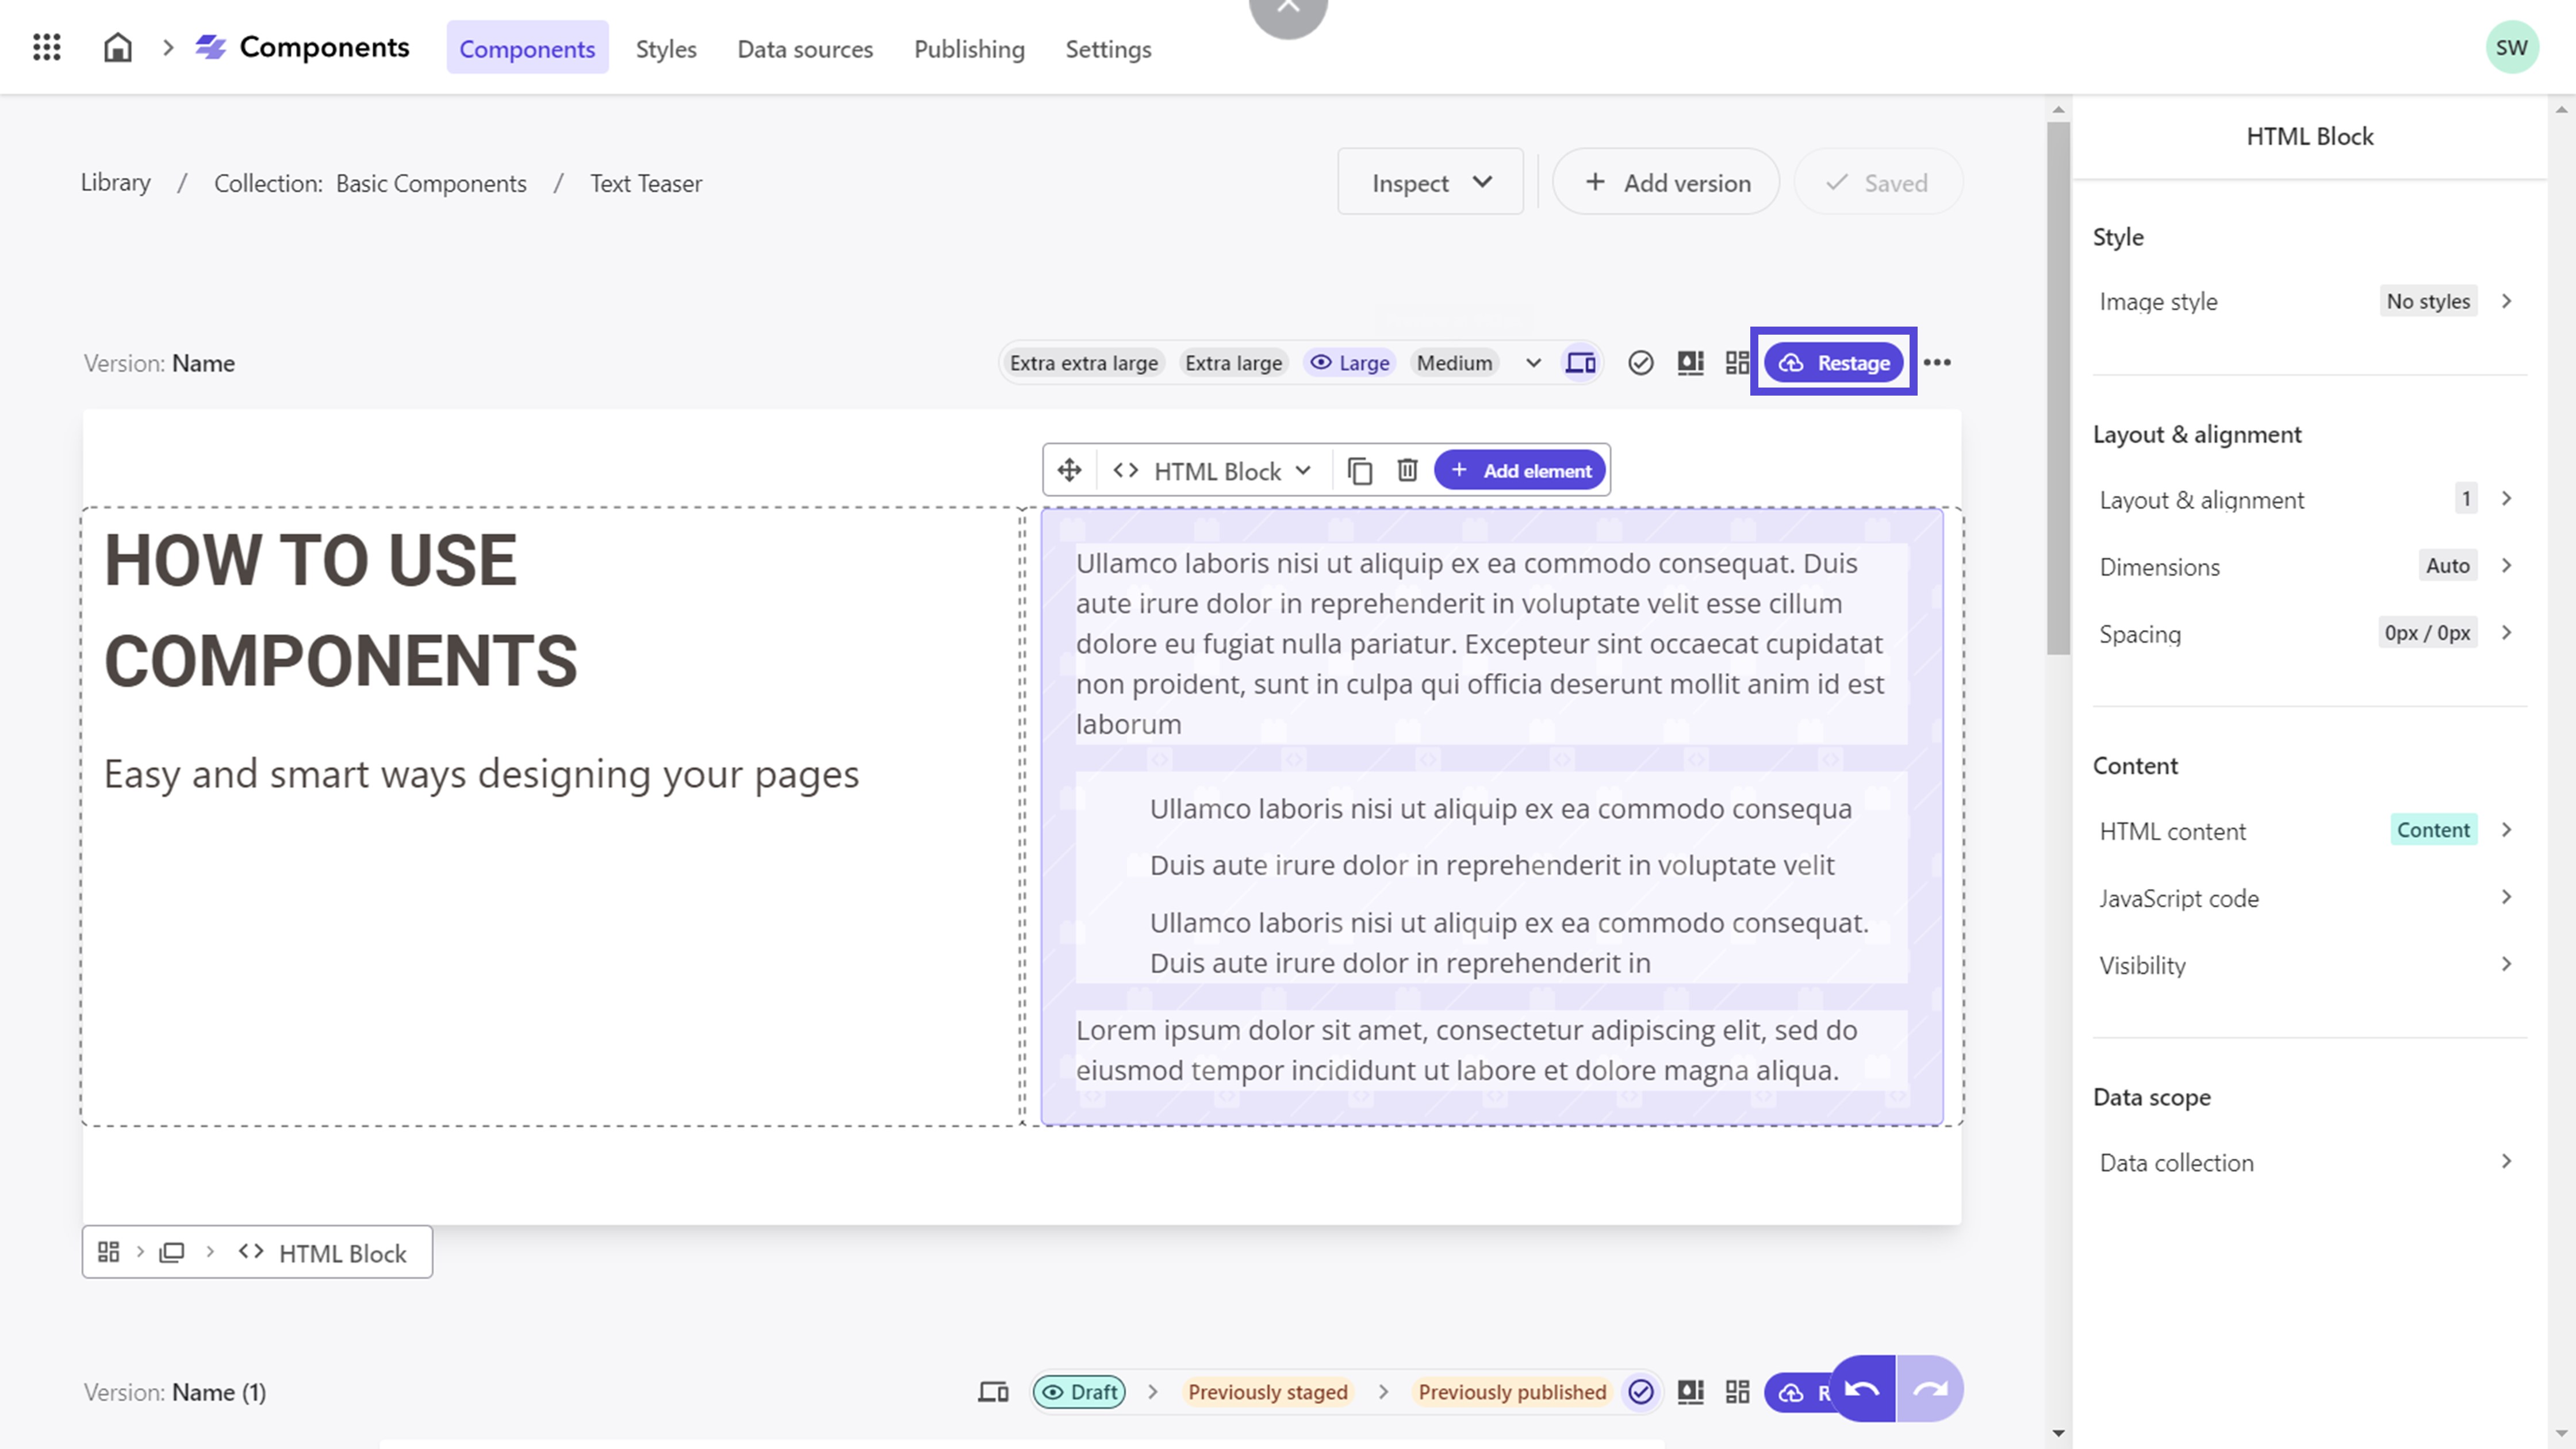 Components
Components
Styles
Data sources
Publishing
Settings
SW
Library / Collection: Basic Components / Text Teaser
Inspect
+ Add version
Saved
HTML Block
Style
Image style
No styles
Version: Name
Extra extra large
Extra large
Large
Medium
Restage
Layout & alignment
HTML Block
+ Add element
Layout & alignment
1
Dimensions
Auto
Spacing
0px / 0px
HOW TO USE
COMPONENTS
Easy and smart ways designing your pages
Ullamco laboris nisi ut aliquip ex ea commodo consequat. Duis
aute irure dolor in reprehenderit in voluptate velit esse cillum
dolore eu fugiat nulla pariatur. Excepteur sint occaecat cupidatat
non proident, sunt in culpa qui officia deserunt mollit anim id est
laborum
Ullamco laboris nisi ut aliquip ex ea commodo consequa
Duis aute irure dolor in reprehenderit in voluptate velit
Ullamco laboris nisi ut aliquip ex ea commodo consequat.
Duis aute irure dolor in reprehenderit in
Lorem ipsum dolor sit amet, consectetur adipiscing elit, sed do
eiusmod tempor incididunt ut labore et dolore magna aliqua.
Content
HTML content
Content
JavaScript code
Visibility
Data scope
Data collection
HTML Block
Version: Name (1)
Draft
Previously staged
Previously published